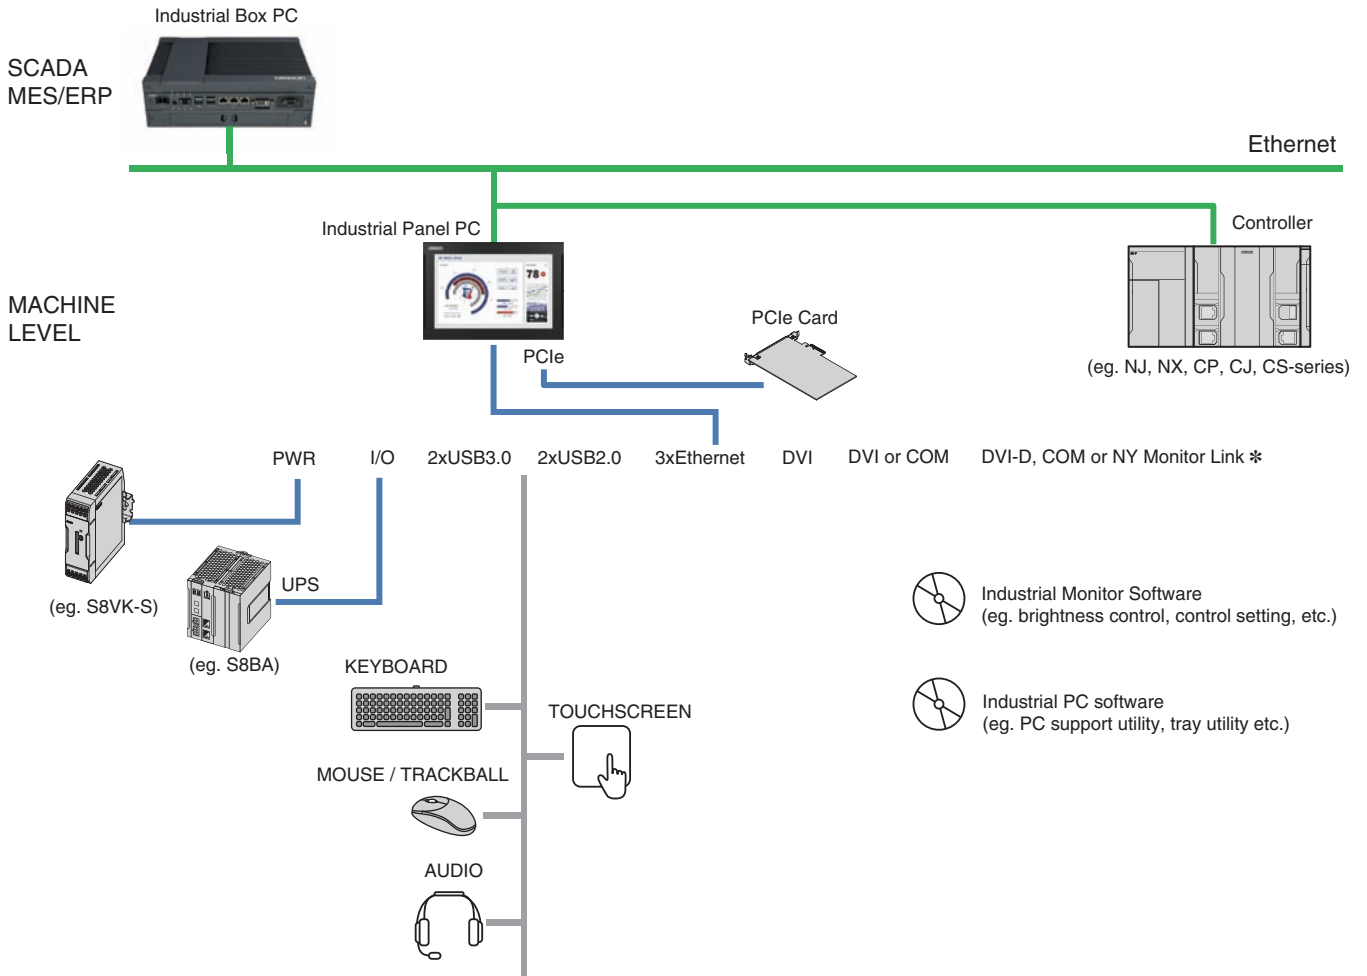 Industrial Box PC
SCADA
MES/ERP
Ethernet
Industrial Panel PC
Controller
MACHINE
LEVEL
78
PCIe Card
PCIe
(eg. NJ, NX, CP, CJ, CS-series)
PWR I/O 2xUSB3.0 2xUSB2.0 3xEthernet DVI DVI or COM DVI-D, COM or NY Monitor Link ✽
UPS
(eg. S8VK-S)
(eg. S8BA)
Industrial Monitor Software
(eg. brightness control, control setting, etc.)
KEYBOARD
TOUCHSCREEN
Industrial PC software
(eg. PC support utility, tray utility etc.)
MOUSE / TRACKBALL
AUDIO